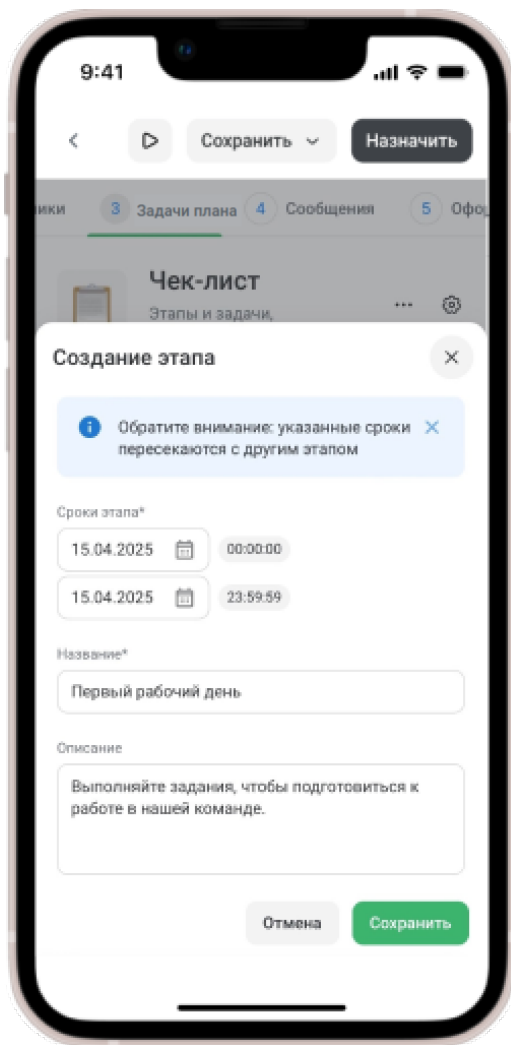 9:41
Сохранить
Назначить
ики
3 Задачи плана
4 Сообщения
5 Офо
Чек-лист
Этапы и задачи,
Создание этапа
Обратите внимание: указанные сроки
пересекаются с другим этапом
Сроки этапа*
15.04.2025
00:00:00
15.04.2025
23:59:59
Название*
Первый рабочий день
Описание
Выполняйте задания, чтобы подготовиться к
работе в нашей команде.
Отмена
Сохранить